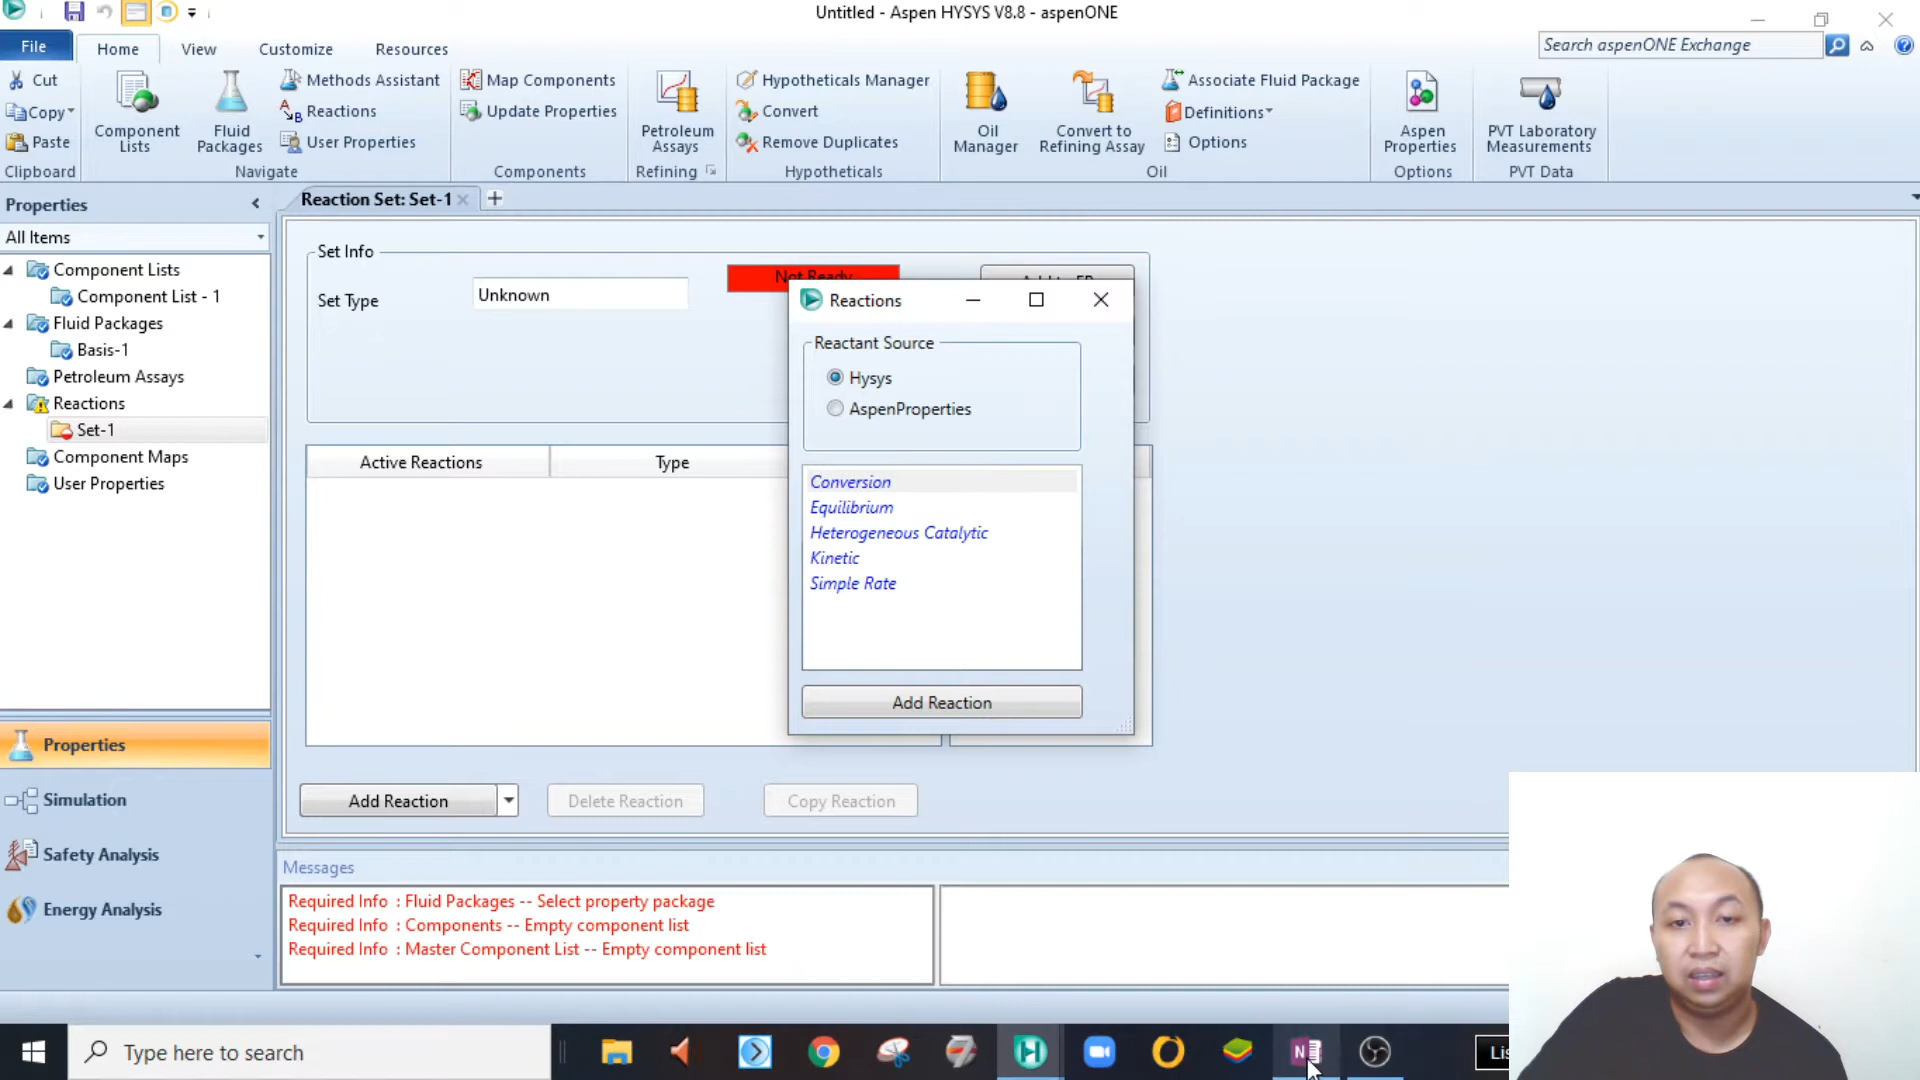 Untitled - Aspen HYSYS V8.8 - aspenONE
File
Home
View
Customize
Resources
Search aspenONE Exchange
Cut
Copy
Paste
Clipboard
Component Lists
Fluid Packages
Methods Assistant
Reactions
User Properties
Navigate
Map Components
Update Properties
Components
Petroleum Assays
Refining
Hypotheticals Manager
Convert
Remove Duplicates
Hypotheticals
Oil Manager
Convert to Refining Assay
Associate Fluid Package
Definitions
Options
Oil
Aspen Properties
Options
PVT Laboratory Measurements
PVT Data
Properties
All Items
Component Lists
Component List - 1
Fluid Packages
Basis-1
Petroleum Assays
Reactions
Set-1
Component Maps
User Properties
Properties
Simulation
Safety Analysis
Energy Analysis
Reaction Set: Set-1
Set Info
Set Type
Unknown
Not Ready
Active Reactions
Type
Reactions
Reactant Source
Hysys
AspenProperties
Conversion
Equilibrium
Heterogeneous Catalytic
Kinetic
Simple Rate
Add Reaction
Add Reaction
Delete Reaction
Copy Reaction
Messages
Required Info : Fluid Packages -- Select property package
Required Info : Components -- Empty component list
Required Info : Master Component List -- Empty component list
Type here to search